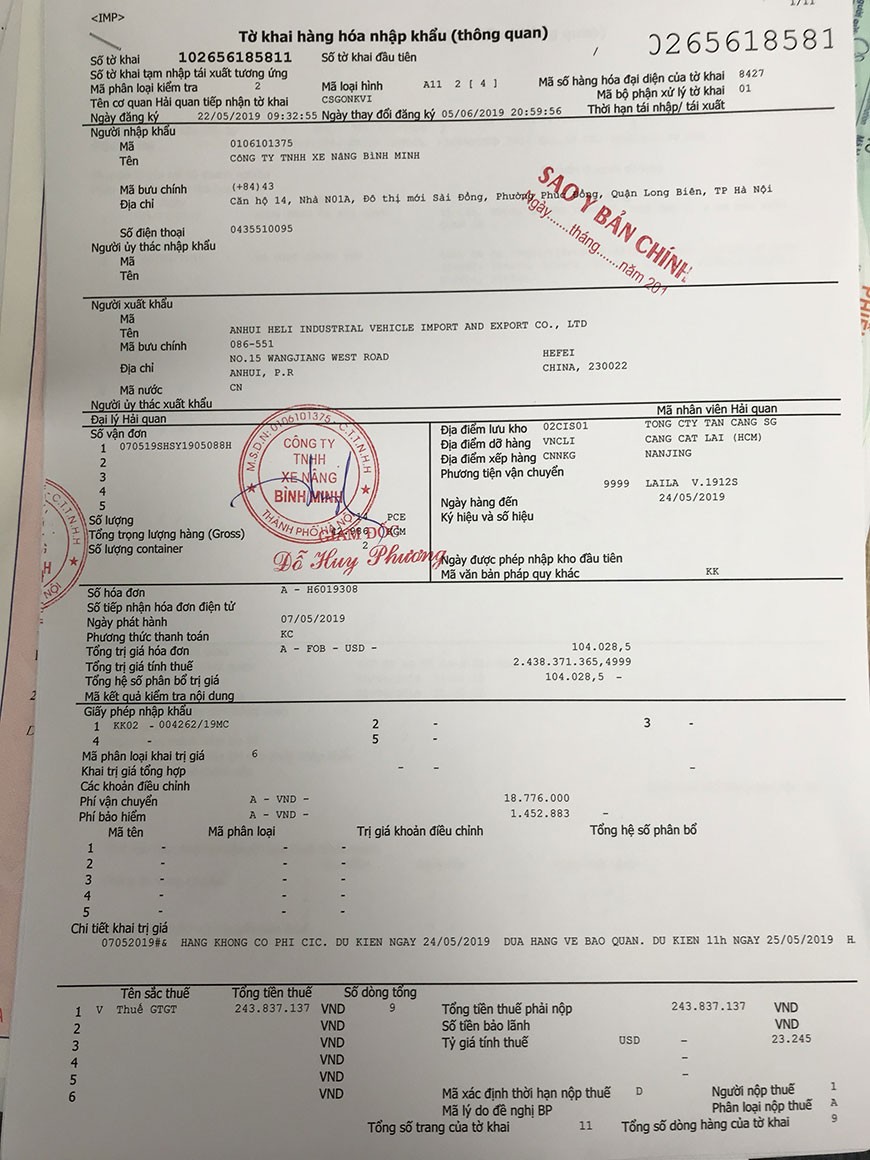 <IMP>
1/11
Tờ khai hàng hóa nhập khẩu (thông quan)
Số tờ khai 102656185811 Số tờ khai đầu tiên / 0265618581
Số tờ khai tạm nhập tái xuất tương ứng
Mã phân loại kiểm tra 2 Mã loại hình A11 2 [ 4 ] Mã số hàng hóa đại diện của tờ khai 8427
Tên cơ quan Hải quan tiếp nhận tờ khai CSGONKVI Mã bộ phận xử lý tờ khai 01
Ngày đăng ký 22/05/2019 09:32:55 Ngày thay đổi đăng ký 05/06/2019 20:59:56 Thời hạn tái nhập/ tái xuất
Người nhập khẩu
Mã 0106101375
Tên CÔNG TY TNHH XE NÂNG BÌNH MINH
Mã bưu chính (+84)43
Địa chỉ Căn hộ 14, Nhà N01A, Đô thị mới Sài Đồng, Phường Phúc Đồng, Quận Long Biên, TP Hà Nội
SAO Y BẢN CHÍNH
Ngày.......tháng.......năm 201
Số điện thoại 0435510095
Người ủy thác nhập khẩu
Mã
Tên
Người xuất khẩu
Mã
Tên ANHUI HELI INDUSTRIAL VEHICLE IMPORT AND EXPORT CO., LTD
Mã bưu chính 086-551
Địa chỉ NO.15 WANGJIANG WEST ROAD HEFEI
ANHUI, P.R CHINA, 230022
Mã nước CN
Người ủy thác xuất khẩu
Đại lý Hải quan Mã nhân viên Hải quan
Số vận đơn
1 070519SHSY1905088H
2
3
4
5
Địa điểm lưu kho 02CIS01 TONG CTY TAN CANG SG
Địa điểm dỡ hàng VNCLI CANG CAT LAI (HCM)
Địa điểm xếp hàng CNNKG NANJING
Phương tiện vận chuyển
9999 LAILA V.1912S
Ngày hàng đến 24/05/2019
Ký hiệu và số hiệu
M.S.D.N: 0106101375 - C.T.T.N.H.H
CÔNG TY
TNHH
XE NÂNG
BÌNH MINH
THÀNH PHỐ HÀ NỘI
GIÁM ĐỐC
Đỗ Huy Phương
C.T.T.N.H.H
Số lượng 14 PCE
Tổng trọng lượng hàng (Gross) KGM
Số lượng container 2
Ngày được phép nhập kho đầu tiên
Mã văn bản pháp quy khác KK
Số hóa đơn A - H6019308
Số tiếp nhận hóa đơn điện tử
Ngày phát hành 07/05/2019
Phương thức thanh toán KC
Tổng trị giá hóa đơn A - FOB - USD - 104.028,5
Tổng trị giá tính thuế 2.438.371.365,4999
Tổng hệ số phân bổ trị giá 104.028,5 -
Mã kết quả kiểm tra nội dung
Giấy phép nhập khẩu
1 KK02 - 004262/19MC 2 - 3 -
4 - 5 -
Mã phân loại khai trị giá 6
Khai trị giá tổng hợp - - -
Các khoản điều chỉnh
Phí vận chuyển A - VND - 18.776.000
Phí bảo hiểm A - VND - 1.452.883 -
Mã tên Mã phân loại Trị giá khoản điều chỉnh Tổng hệ số phân bổ
1 - - -
2 - - -
3 - - -
4 - - -
5 - - -
Chi tiết khai trị giá
07052019#& HANG KHONG CO PHI CIC. DU KIEN NGAY 24/05/2019 DUA HANG VE BAO QUAN. DU KIEN 11h NGAY 25/05/2019 H
Tên sắc thuế Tổng tiền thuế Số dòng tổng
1 V Thuế GTGT 243.837.137 VND 9 Tổng tiền thuế phải nộp 243.837.137 VND
2 VND Số tiền bảo lãnh VND
3 VND Tỷ giá tính thuế USD - 23.245
4 VND -
5 VND -
6 VND Mã xác định thời hạn nộp thuế D Người nộp thuế 1
Mã lý do đề nghị BP Phân loại nộp thuế A
Tổng số trang của tờ khai 11 Tổng số dòng hàng của tờ khai 9